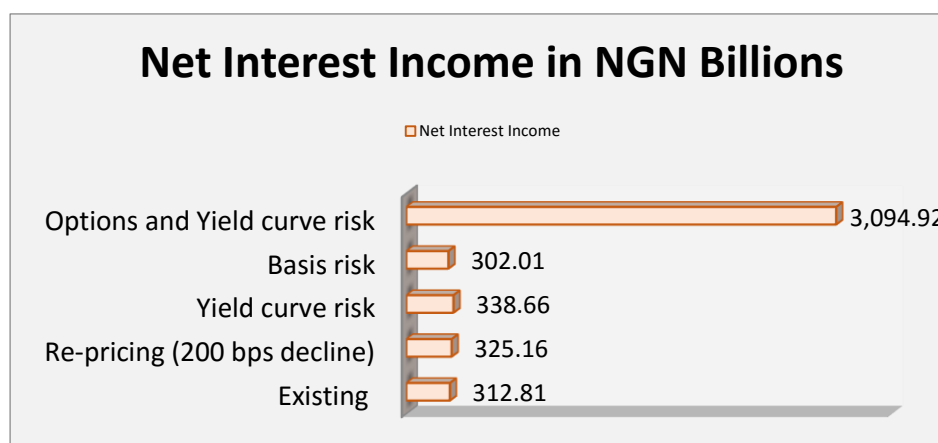 Net Interest Income in NGN Billions
Net Interest Income
Options and Yield curve risk 3,094.92
Basis risk 302.01
Yield curve risk 338.66
Re-pricing (200 bps decline) 325.16
Existing 312.81